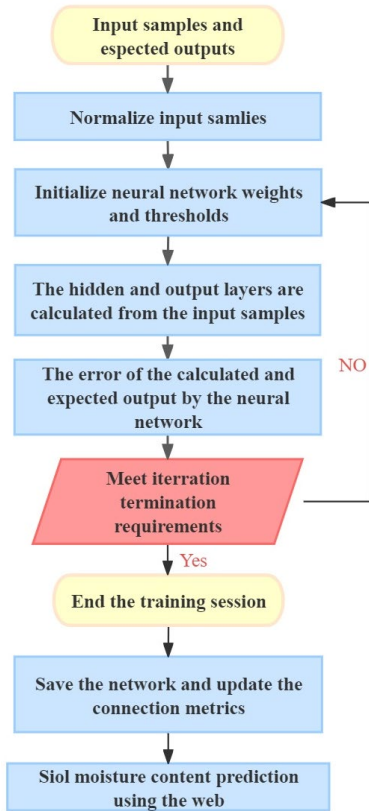 Input samples and
espected outputs
Normalize input samlies
Initialize neural network weights
and thresholds
The hidden and output layers are
calculated from the input samples
The error of the calculated and
expected output by the neural
network
NO
Meet iterration
termination
requirements
Yes
End the training session
Save the network and update the
connection metrics
Siol moisture content prediction
using the web